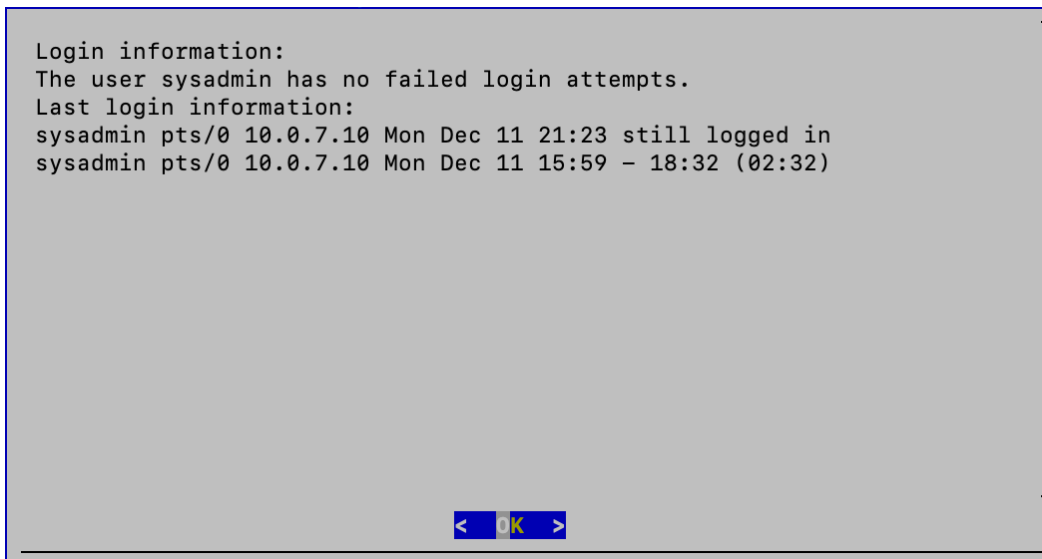 Login information:
The user sysadmin has no failed login attempts.
Last login information:
sysadmin pts/0 10.0.7.10 Mon Dec 11 21:23 still logged in
sysadmin pts/0 10.0.7.10 Mon Dec 11 15:59 – 18:32 (02:32)
< OK >